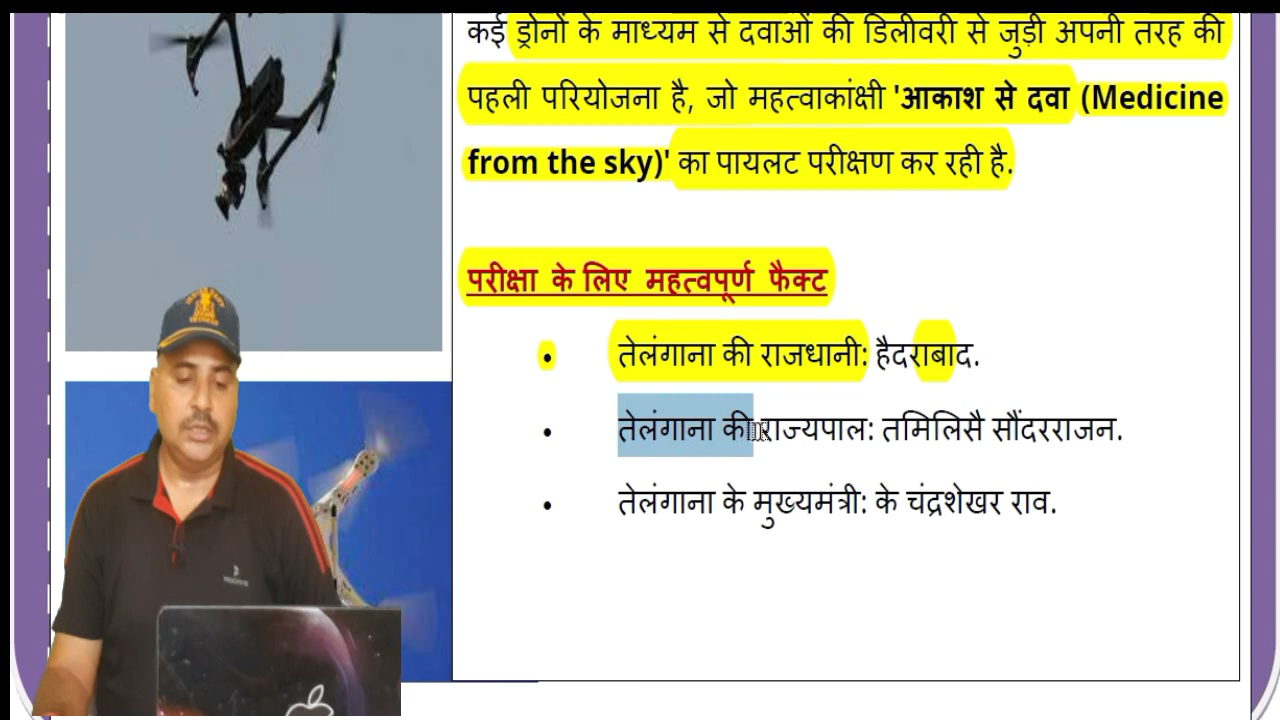 कई ड्रोनों के माध्यम से दवाओं की डिलीवरी से जुड़ी अपनी तरह की
पहली परियोजना है, जो महत्वाकांक्षी 'आकाश से दवा (Medicine
from the sky)' का पायलट परीक्षण कर रही है.
परीक्षा के लिए महत्वपूर्ण फैक्ट
• तेलंगाना की राजधानी: हैदराबाद.
• तेलंगाना की राज्यपाल: तमिलिसै सौंदरराजन.
• तेलंगाना के मुख्यमंत्री: के चंद्रशेखर राव.